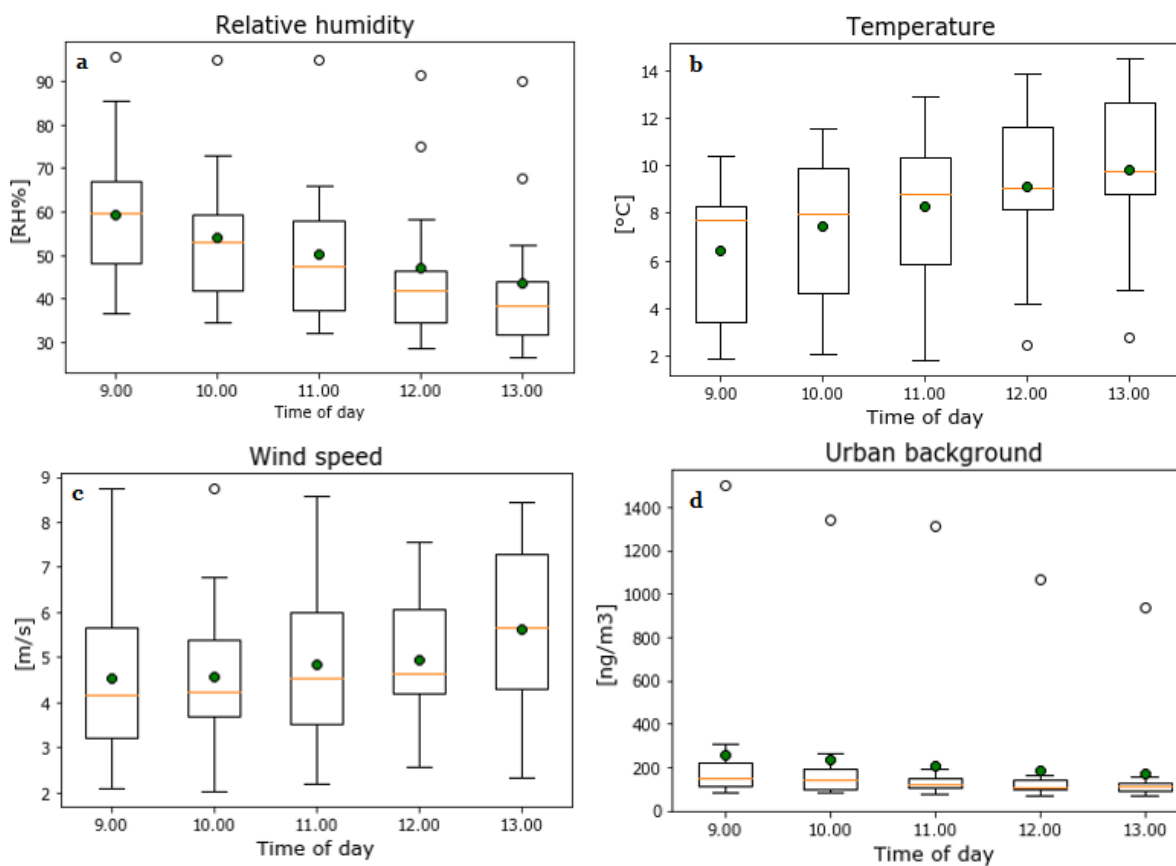 Relative humidity
a
[RH%]
90
80
70
60
50
40
30
9.00 10.00 11.00 12.00 13.00
Time of day
Temperature
b
[°C]
14
12
10
8
6
4
2
9.00 10.00 11.00 12.00 13.00
Time of day
Wind speed
c
[m/s]
9
8
7
6
5
4
3
2
9.00 10.00 11.00 12.00 13.00
Time of day
Urban background
d
[ng/m3]
1400
1200
1000
800
600
400
200
0
9.00 10.00 11.00 12.00 13.00
Time of day